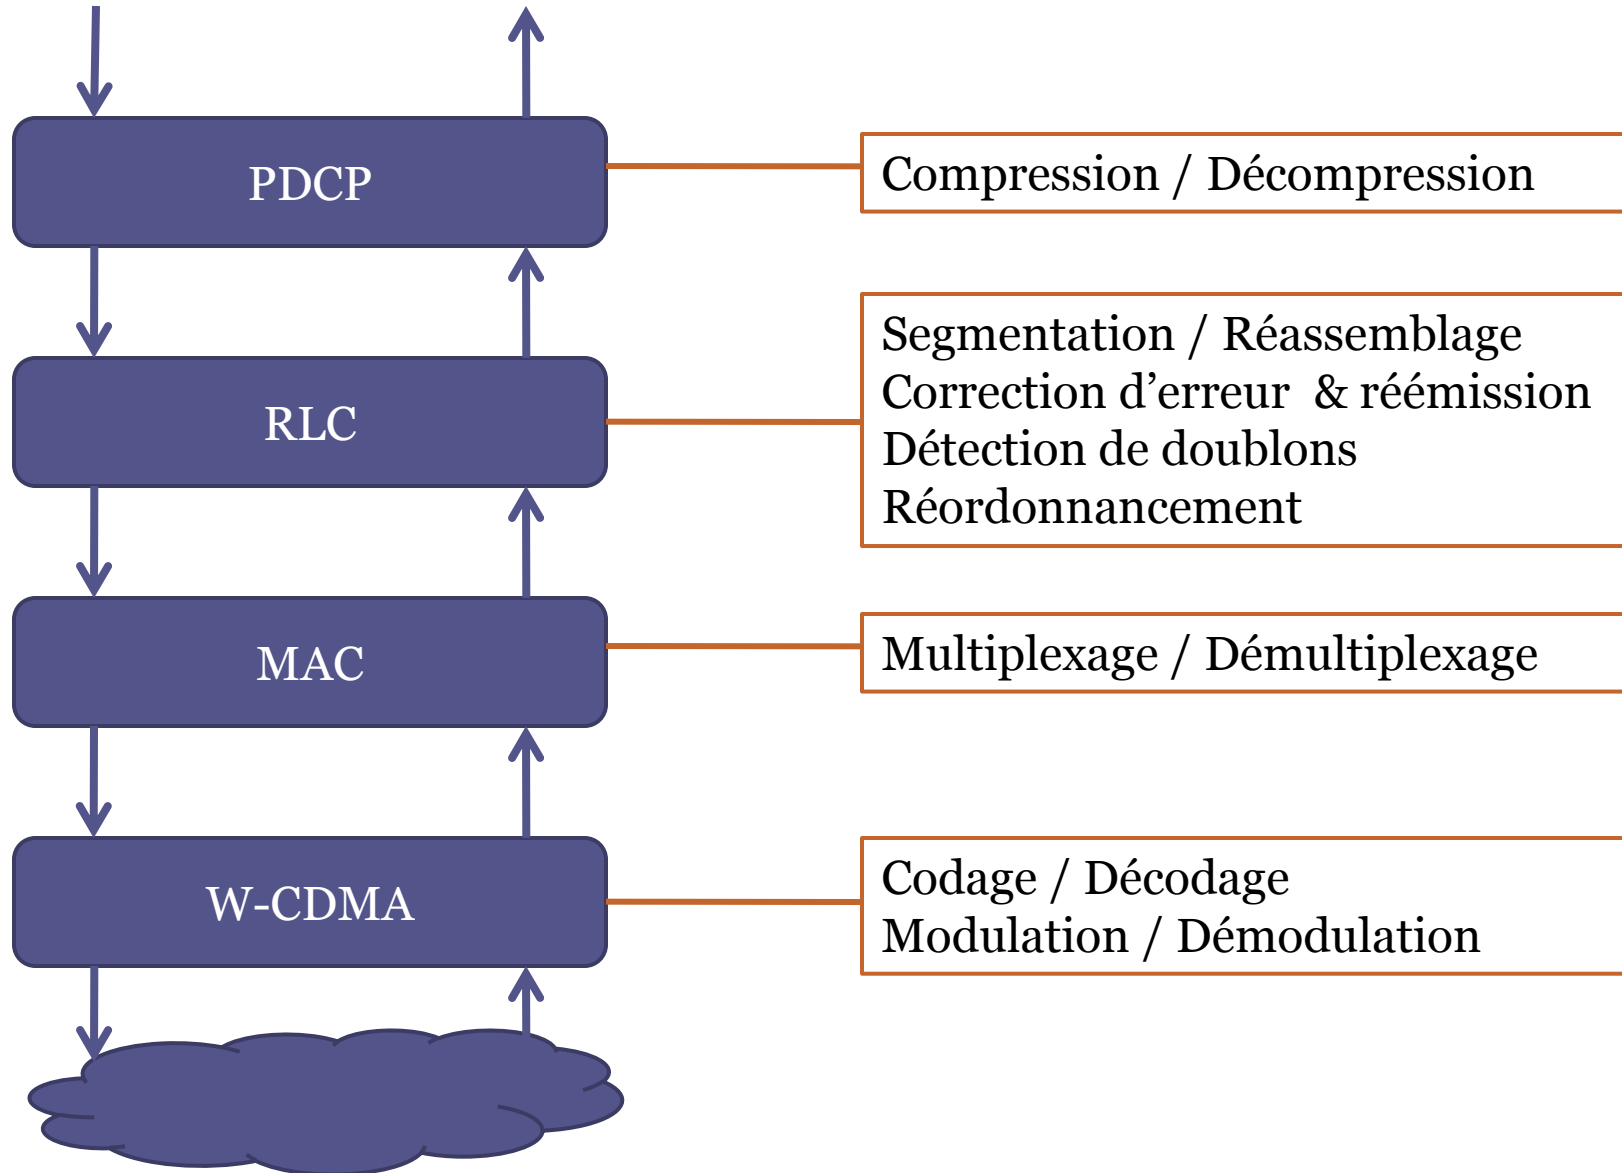 PDCP
Compression / Décompression
RLC
Segmentation / Réassemblage
Correction d’erreur  & réémission
Détection de doublons
Réordonnancement
MAC
Multiplexage / Démultiplexage
W-CDMA
Codage / Décodage
Modulation / Démodulation